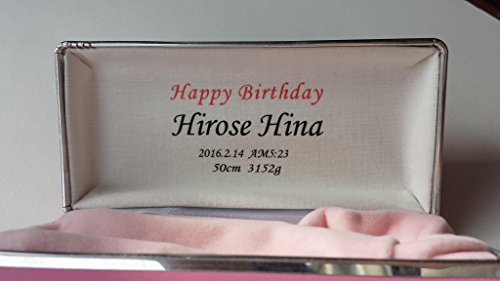 Happy Birthday
Hirose Hina
2016.2.14 AM5:23
50cm 3152g